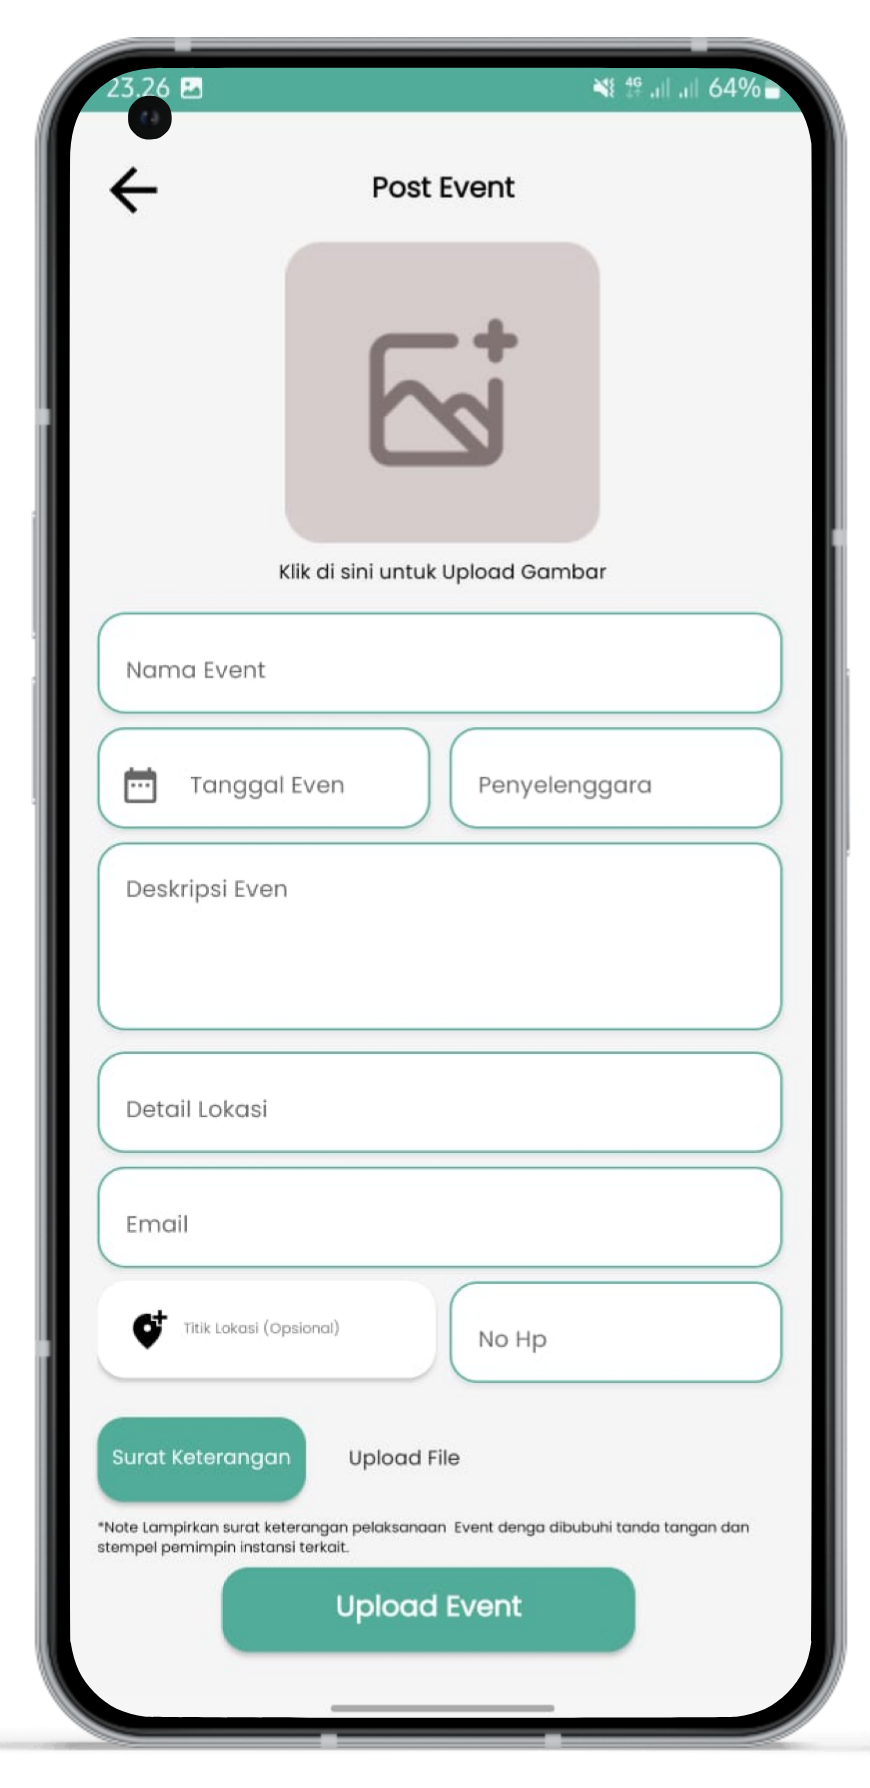 23.26 4G 64%
Post Event
Klik di sini untuk Upload Gambar
Nama Event
Tanggal Even
Penyelenggara
Deskripsi Even
Detail Lokasi
Email
Titik Lokasi (Opsional)
No Hp
Surat Keterangan
Upload File
*Note Lampirkan surat keterangan pelaksanaan Event denga dibubuhi tanda tangan dan
stempel pemimpin instansi terkait.
Upload Event